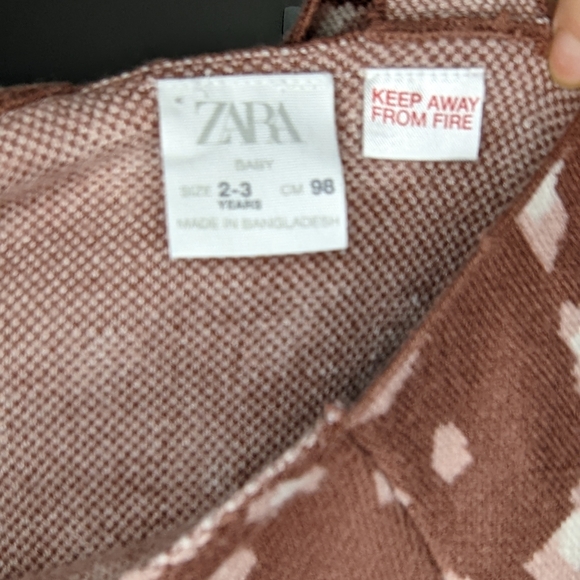 ZARA
BABY
SIZE 2-3 YEARS CM 98
MADE IN BANGLADESH
KEEP AWAY
FROM FIRE